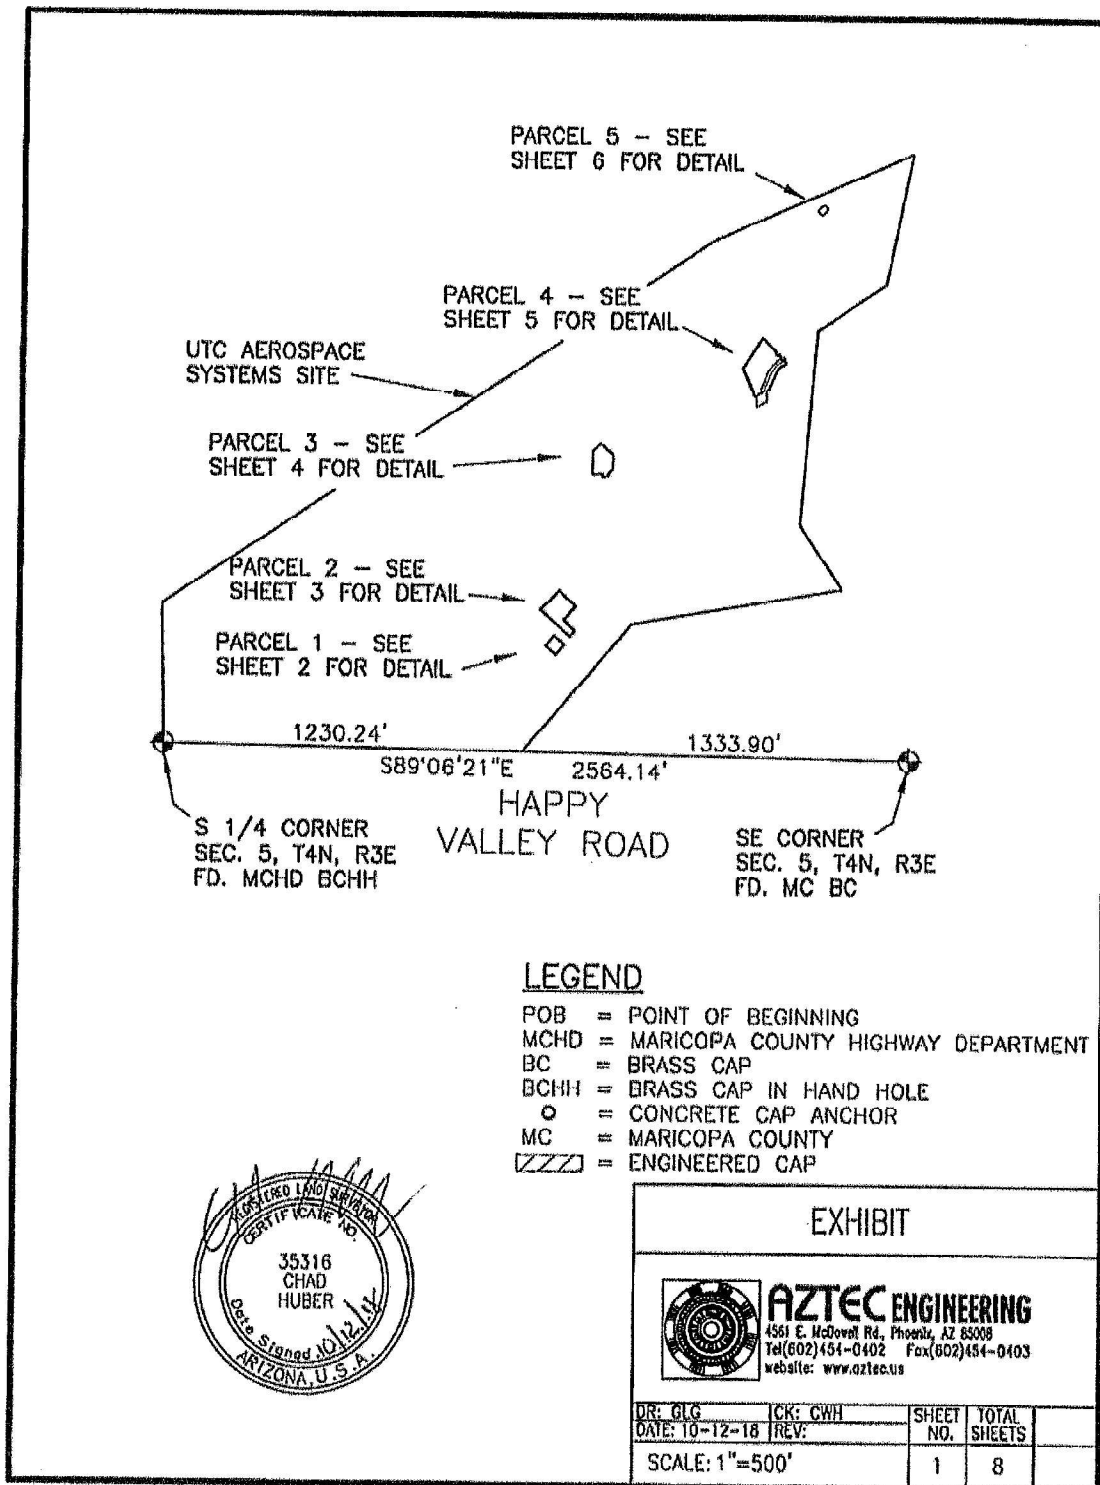 PARCEL 5 - SEE
SHEET 6 FOR DETAIL
PARCEL 4 - SEE
SHEET 5 FOR DETAIL
UTC AEROSPACE
SYSTEMS SITE
PARCEL 3 - SEE
SHEET 4 FOR DETAIL
PARCEL 2 - SEE
SHEET 3 FOR DETAIL
PARCEL 1 - SEE
SHEET 2 FOR DETAIL
1230.24'
1333.90'
S89°06'21"E 2564.14'
HAPPY
VALLEY ROAD
S 1/4 CORNER
SEC. 5, T4N, R3E
FD. MCHD BCHH
SE CORNER
SEC. 5, T4N, R3E
FD. MC BC
LEGEND
POB = POINT OF BEGINNING
MCHD = MARICOPA COUNTY HIGHWAY DEPARTMENT
BC = BRASS CAP
BCHH = BRASS CAP IN HAND HOLE
= CONCRETE CAP ANCHOR
MC = MARICOPA COUNTY
= ENGINEERED CAP
REGISTERED LAND SURVEYOR
CERTIFICATE NO.
35316
CHAD
HUBER
Date Signed
ARIZONA, U.S.A.
EXHIBIT
AZTEC ENGINEERING
4561 E. McDowell Rd., Phoenix, AZ 85008
Tel(602)454-0402 Fax(602)454-0403
website: www.aztec.us
DR: GLG CK: CWH SHEET NO. TOTAL SHEETS
DATE: 10-12-18 REV:
SCALE: 1"=500' 1 8